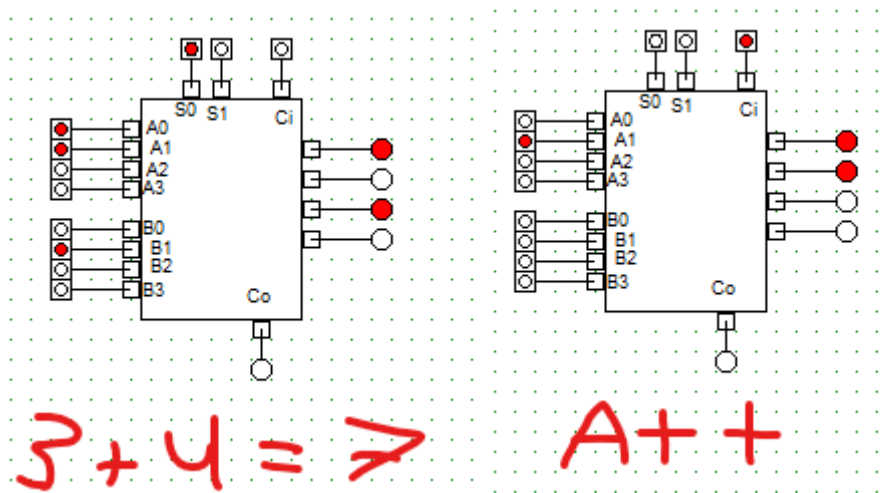 S0 S1 Ci
A0
A1
A2
A3
B0
B1
B2
B3
Co
3+4=7
S0 S1 Ci
A0
A1
A2
A3
B0
B1
B2
B3
Co
A++